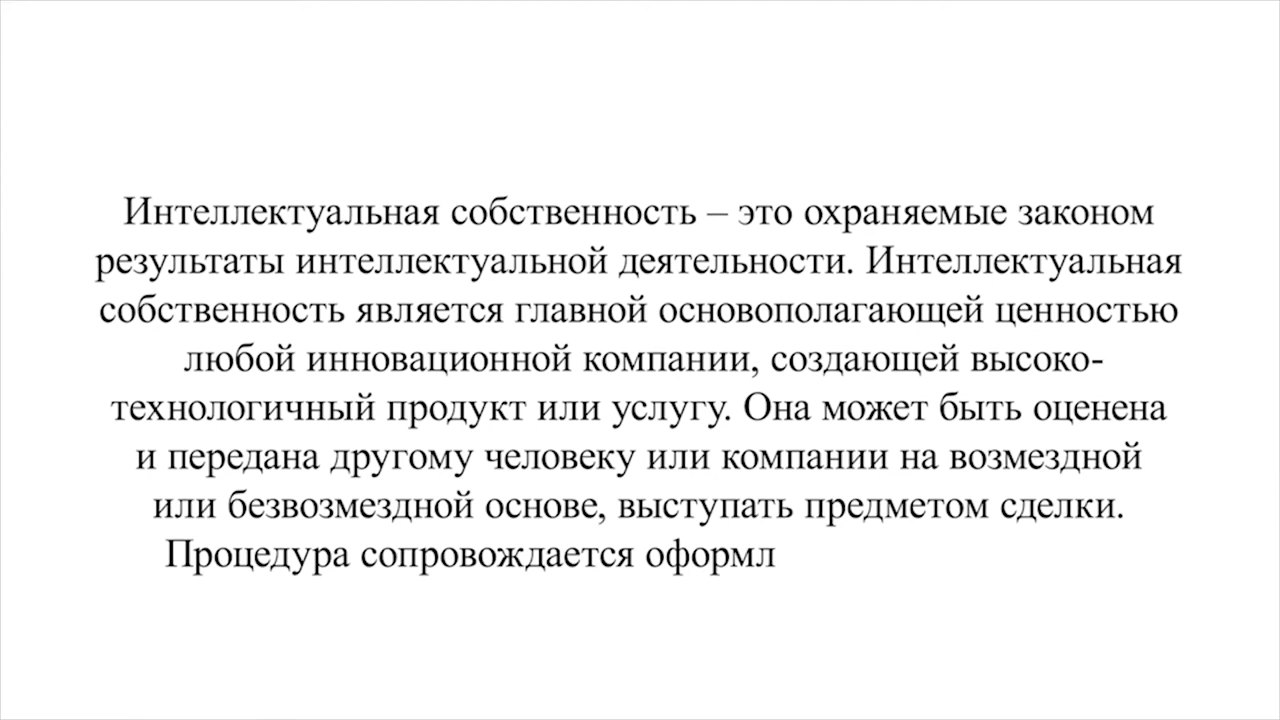 Интеллектуальная собственность – это охраняемые законом
результаты интеллектуальной деятельности. Интеллектуальная
собственность является главной основополагающей ценностью
любой инновационной компании, создающей высоко-
технологичный продукт или услугу. Она может быть оценена
и передана другому человеку или компании на возмездной
или безвозмездной основе, выступать предметом сделки.
Процедура сопровождается оформл